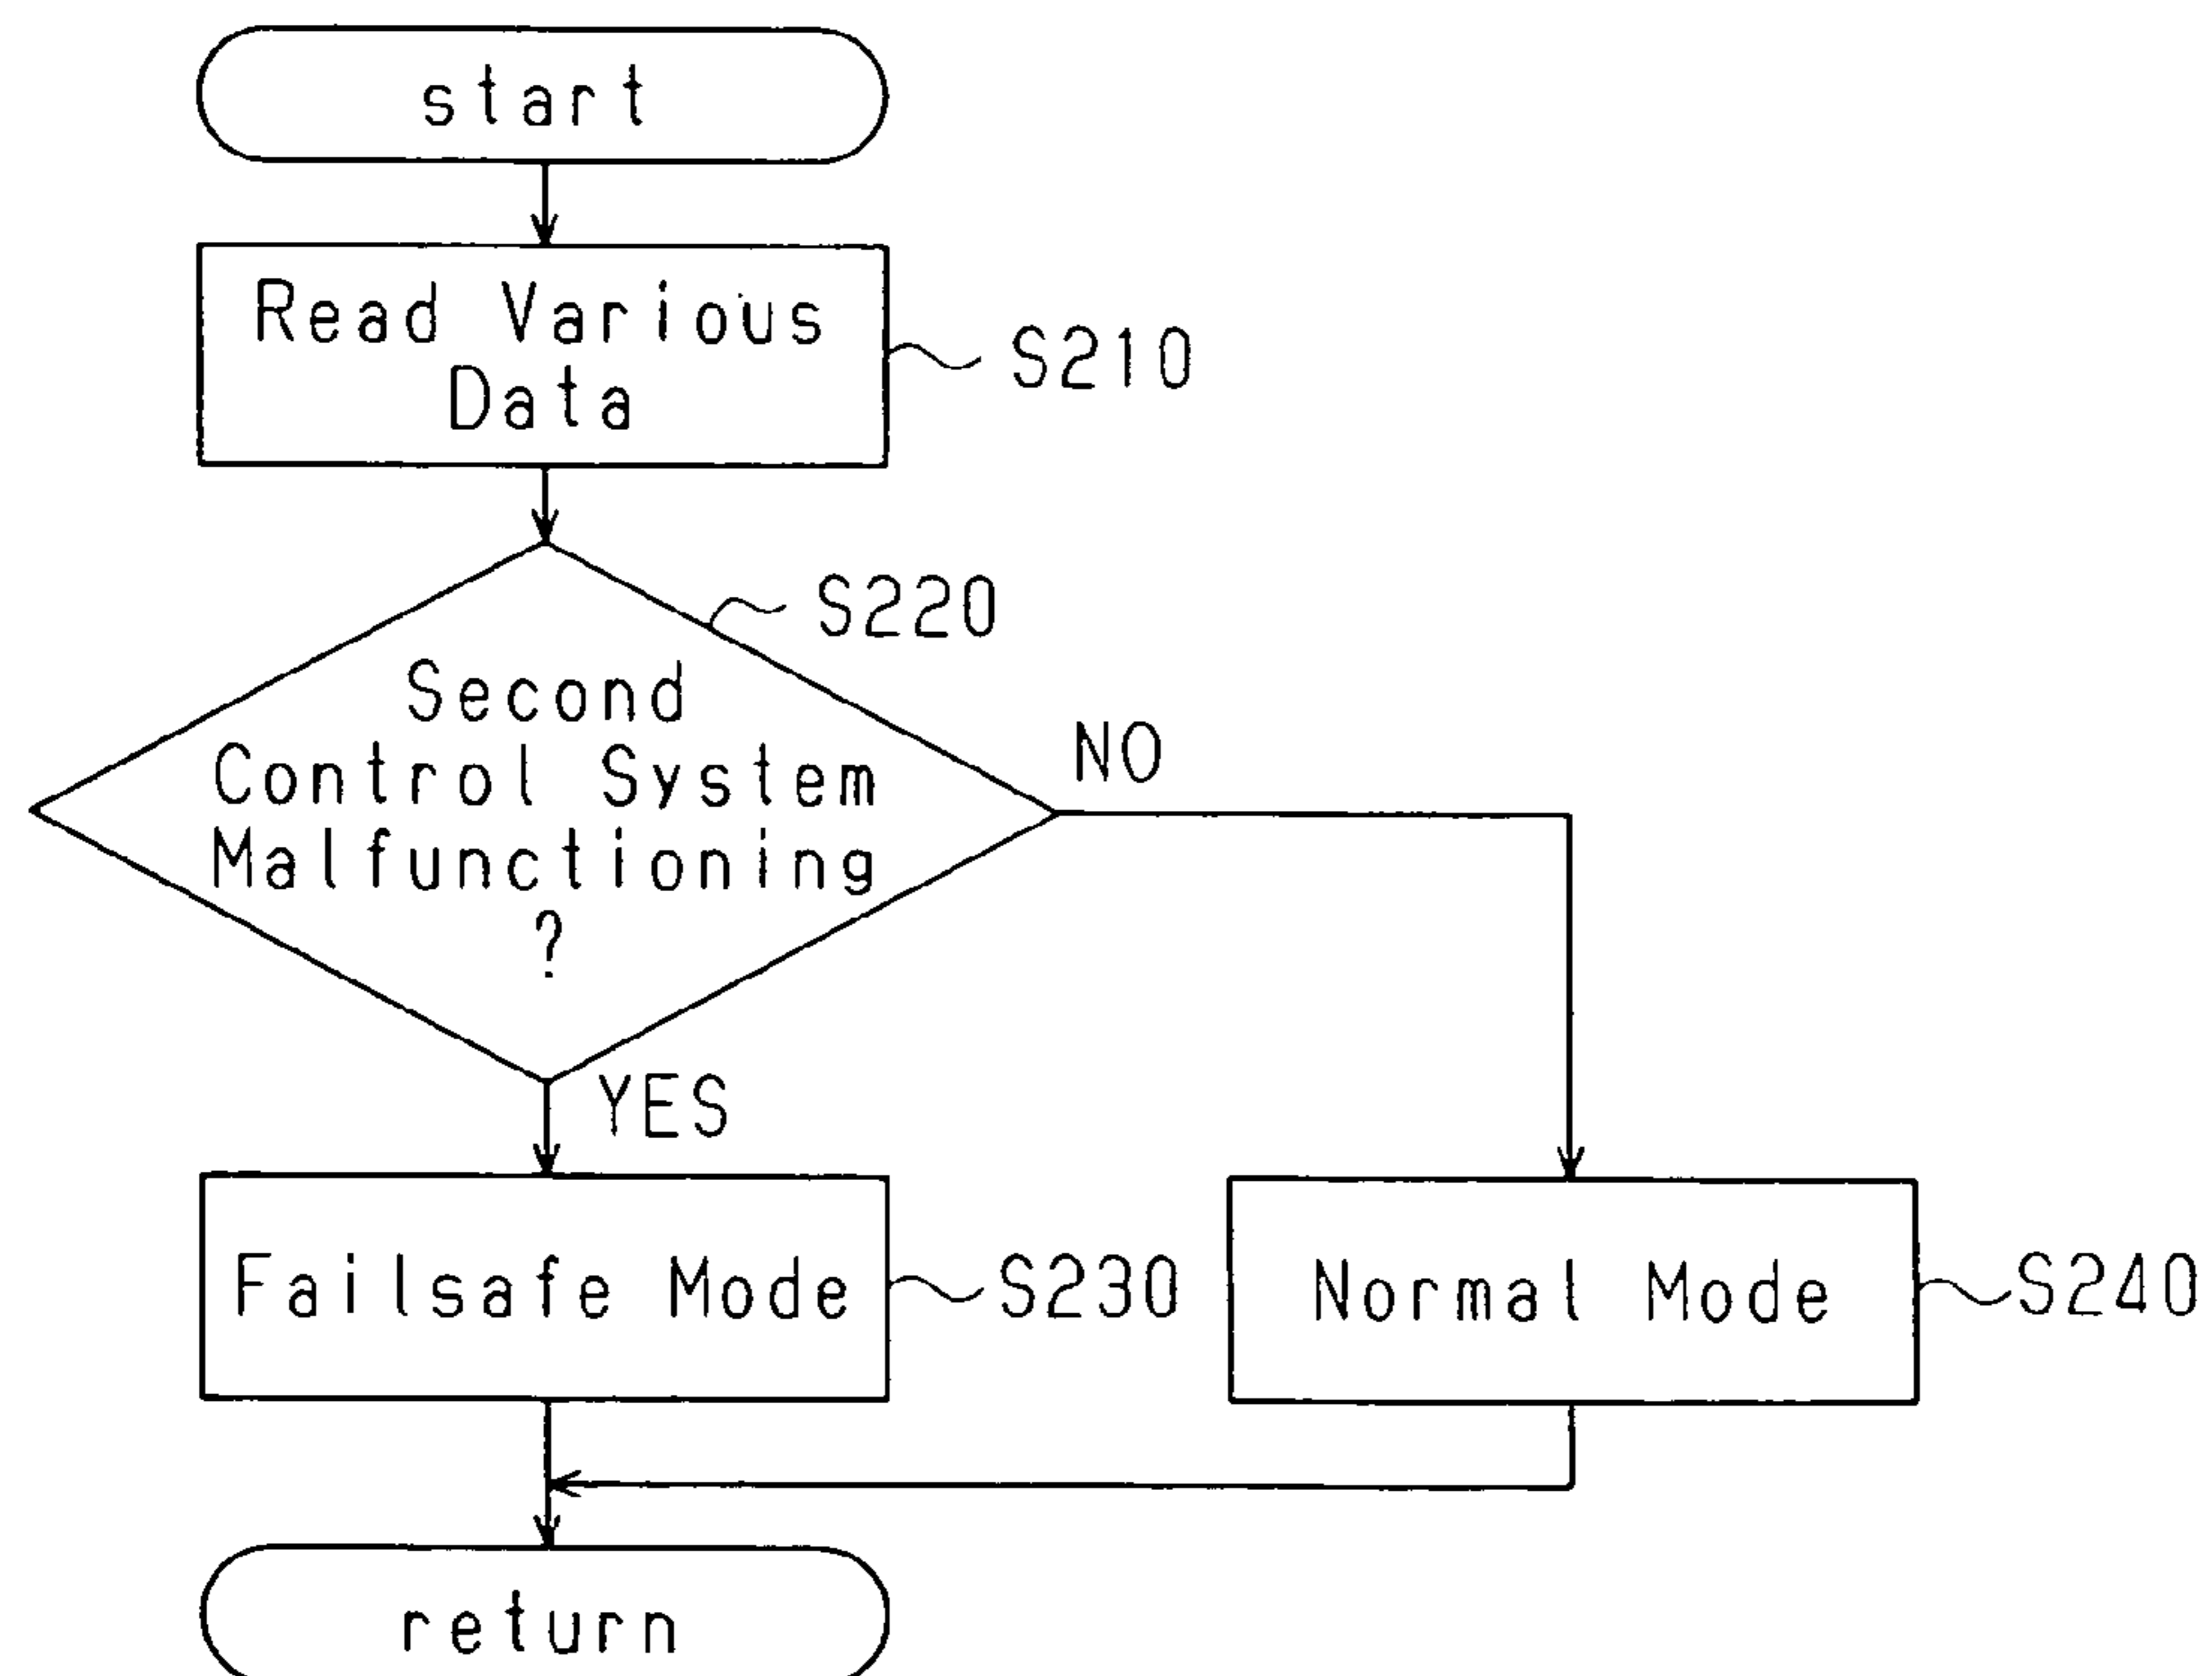 start
Read Various
Data
S210
S220
Second
Control System
Malfunctioning
?
NO
YES
Failsafe Mode
S230
Normal Mode
S240
return